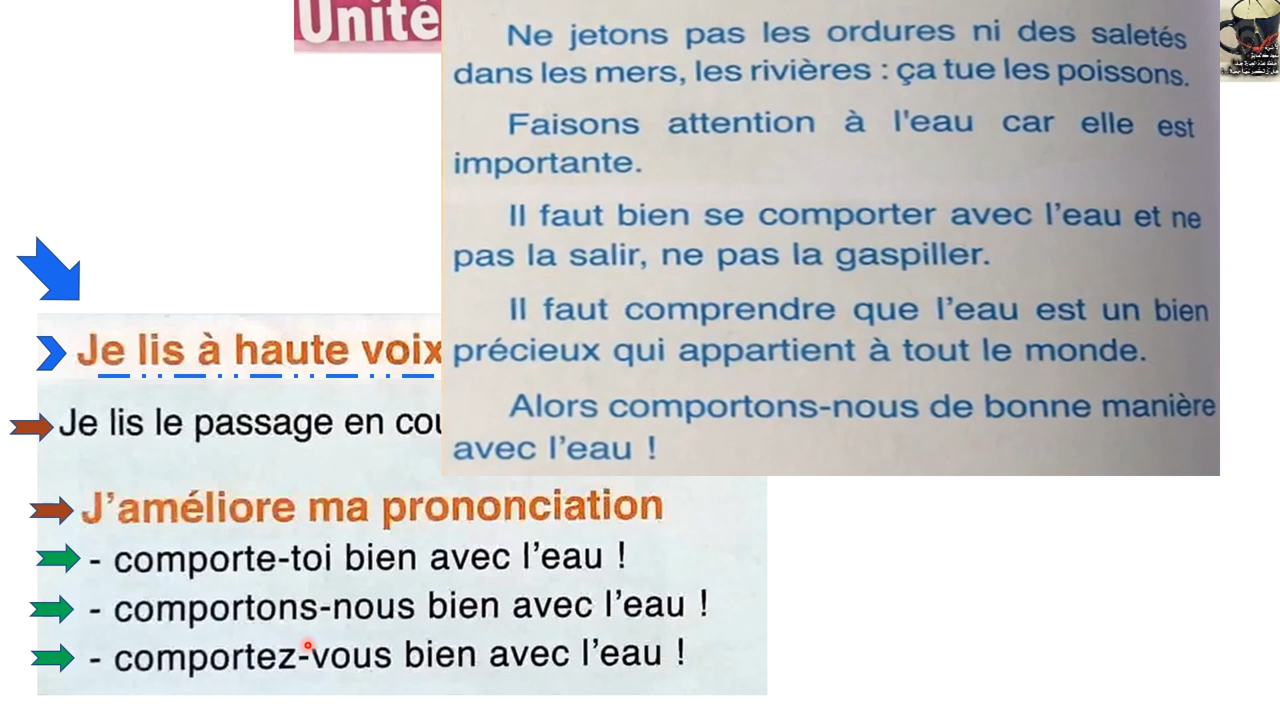 Unité
Ne jetons pas les ordures ni des saletés
dans les mers, les rivières : ça tue les poissons.
Faisons attention à l'eau car elle est
importante.
Il faut bien se comporter avec l'eau et ne
pas la salir, ne pas la gaspiller.
Il faut comprendre que l'eau est un bien
précieux qui appartient à tout le monde.
Alors comportons-nous de bonne manière
avec l'eau !
Je lis à haute voix
Je lis le passage en cou
J'améliore ma prononciation
- comporte-toi bien avec l'eau !
- comportons-nous bien avec l'eau !
- comportez-vous bien avec l'eau !